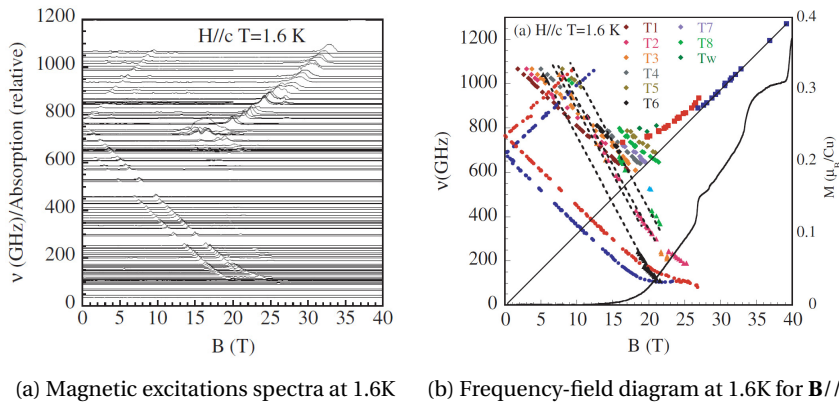 H//c T=1.6 K
ν (GHz)/Absorption (relative)
1200
1000
800
600
400
200
0
0 5 10 15 20 25 30 35 40
B (T)
(a) H//c T=1.6 K
T1 T7
T2 T8
T3 Tw
T4
T5
T6
ν(GHz)
1200
1000
800
600
400
200
0
0 5 10 15 20 25 30 35 40
B (T)
0.4
0.3
0.2
0.1
0
M (μB/Cu)
(a) Magnetic excitations spectra at 1.6K
(b) Frequency-field diagram at 1.6K for B//